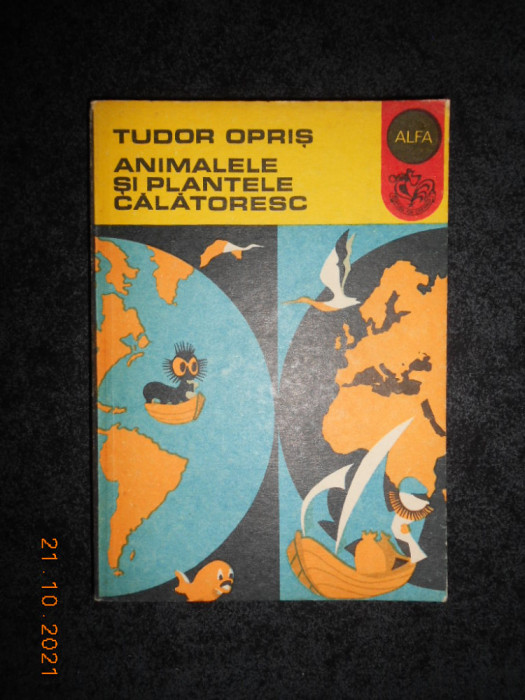 TUDOR OPRIȘ
ANIMALELE
ȘI PLANTELE
CĂLĂTORESC
ALFA
21.10.2021